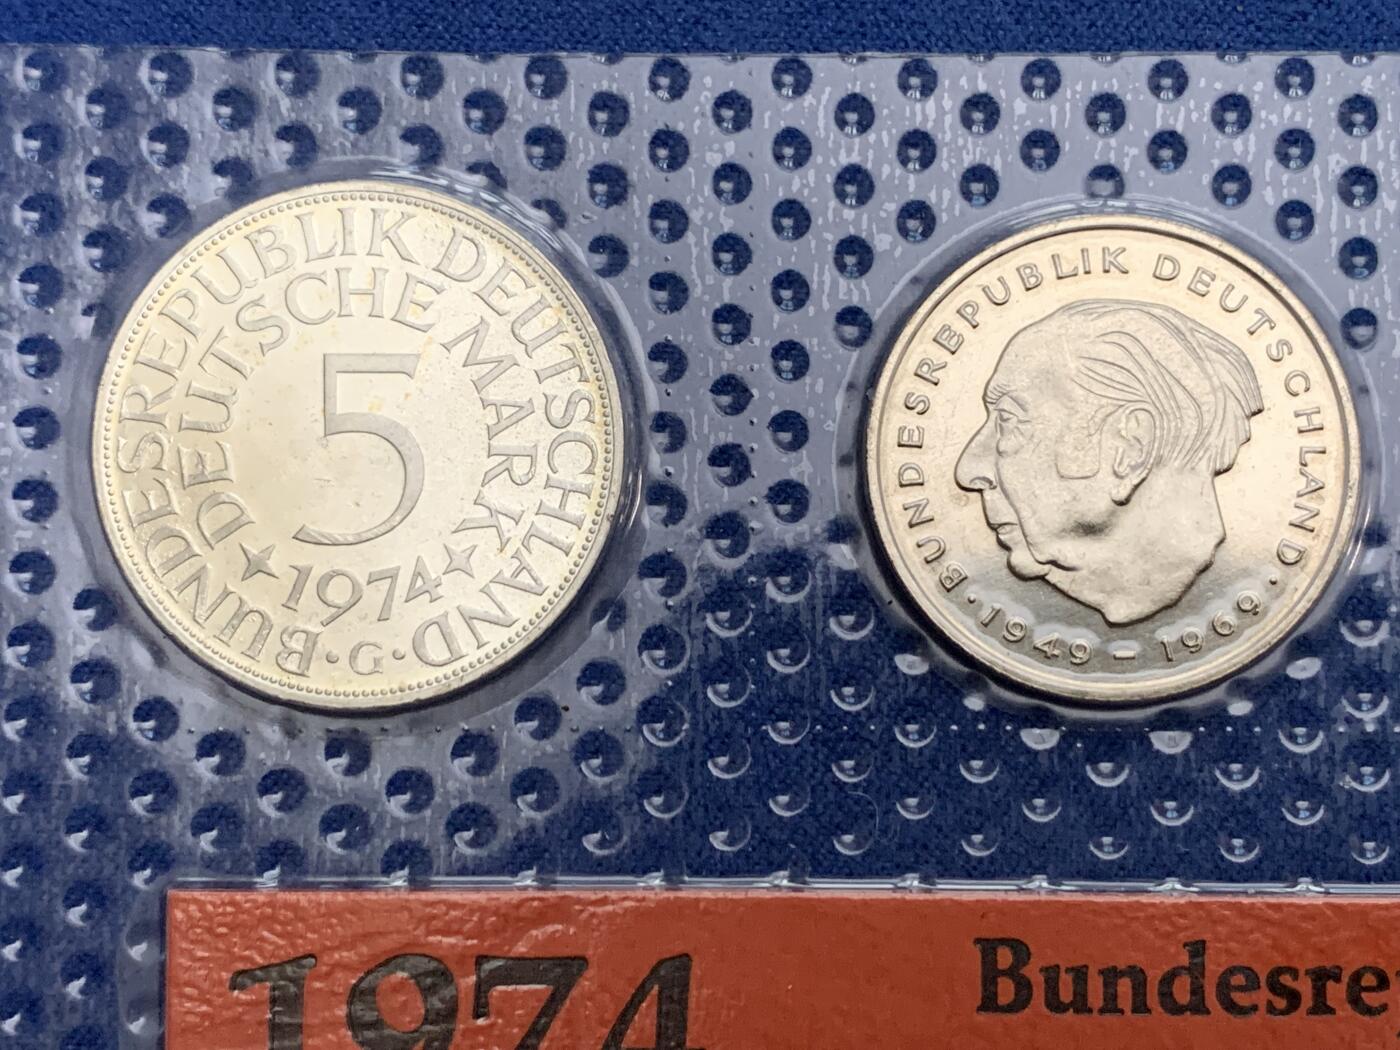 BUNDESREPUBLIK DEUTSCHLAND
DEUTSCHE MARK
5
1974
· G ·
BUNDESREPUBLIK DEUTSCHLAND
· 1949 – 1969 ·
1974
Bundesre